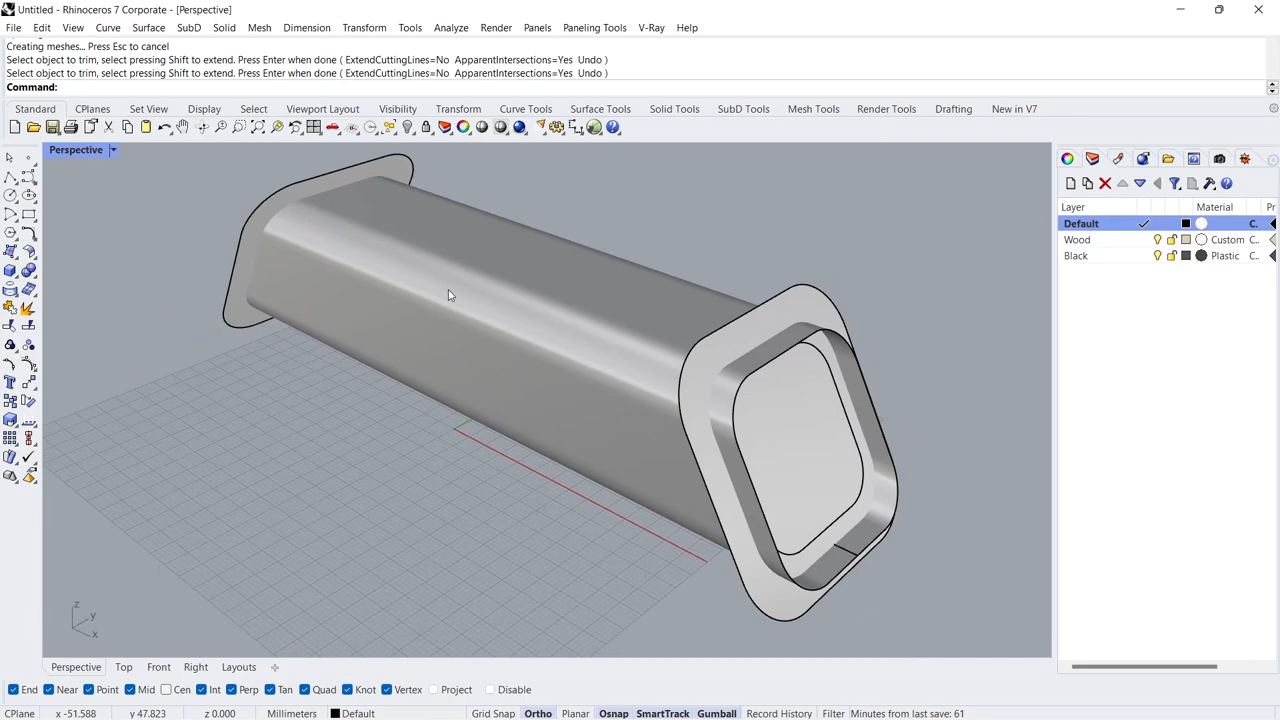 Untitled - Rhinoceros 7 Corporate - [Perspective]
File Edit View Curve Surface SubD Solid Mesh Dimension Transform Tools Analyze Render Panels Paneling Tools V-Ray Help
Creating meshes... Press Esc to cancel
Select object to trim, select pressing Shift to extend. Press Enter when done ( ExtendCuttingLines=No ApparentIntersections=Yes Undo )
Select object to trim, select pressing Shift to extend. Press Enter when done ( ExtendCuttingLines=No ApparentIntersections=Yes Undo )
Command:
Standard CPlanes Set View Display Select Viewport Layout Visibility Transform Curve Tools Surface Tools Solid Tools SubD Tools Mesh Tools Render Tools Drafting New in V7
Perspective
Layer Material Pr
Default C.
Wood Custom C..
Black Plastic C..
z
y
x
Perspective Top Front Right Layouts
End Near Point Mid Cen Int Perp Tan Quad Knot Vertex Project Disable
CPlane x -51.588 y 47.823 z 0.000 Millimeters Default Grid Snap Ortho Planar Osnap SmartTrack Gumball Record History Filter Minutes from last save: 61